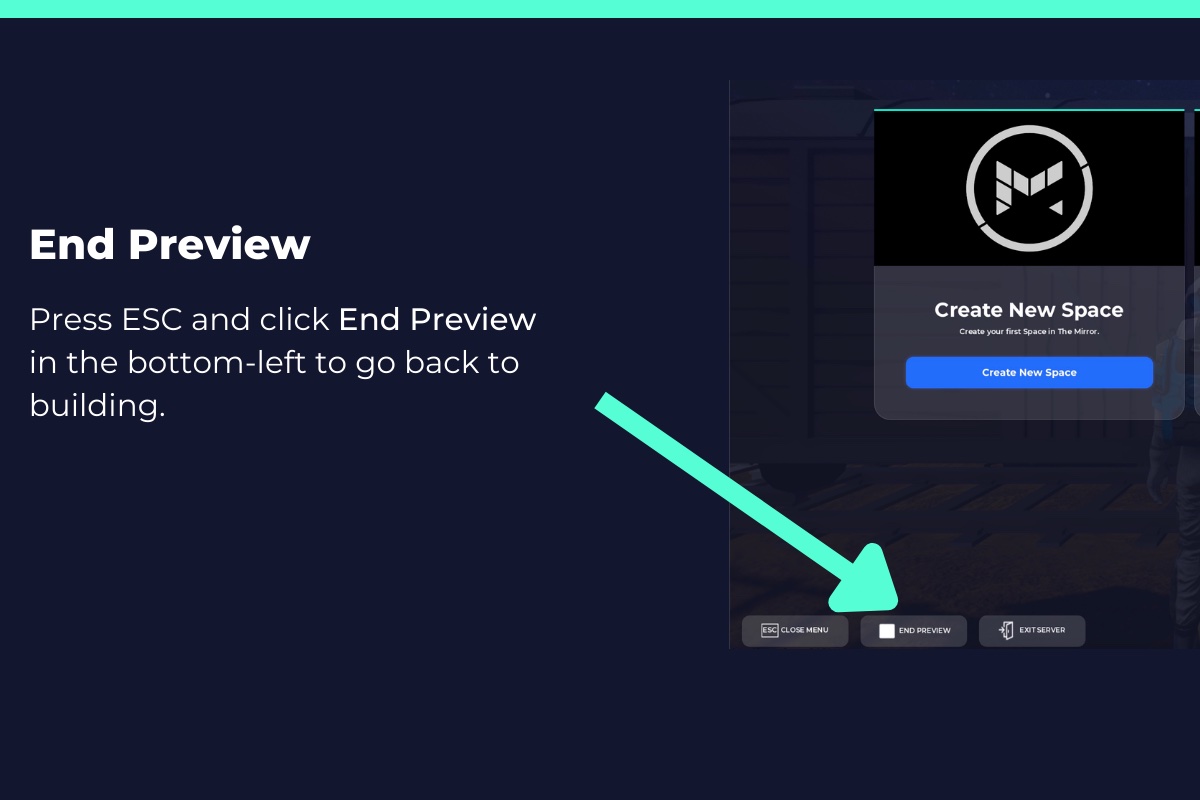 End Preview
Press ESC and click End Preview
in the bottom-left to go back to
building.
Create New Space
Create your first Space in The Mirror.
Create New Space
ESC CLOSE MENU
END PREVIEW
EXIT SERVER